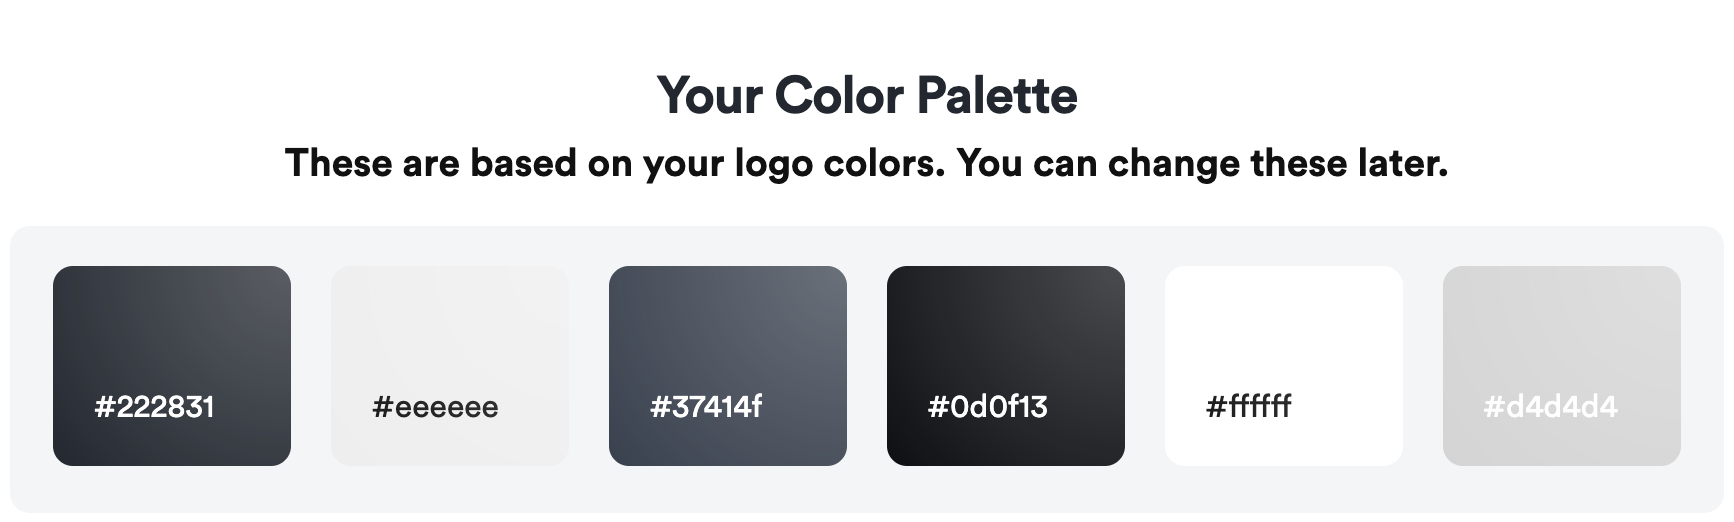 Your Color Palette
These are based on your logo colors. You can change these later.
#222831 #eeeeee #37414f #0d0f13 #ffffff #d4d4d4